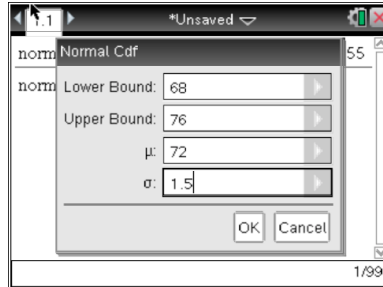 1.1 *Unsaved
norm 55
Normal Cdf
norm
Lower Bound: 68
Upper Bound: 76
μ: 72
σ: 1.5
OK Cancel
1/99